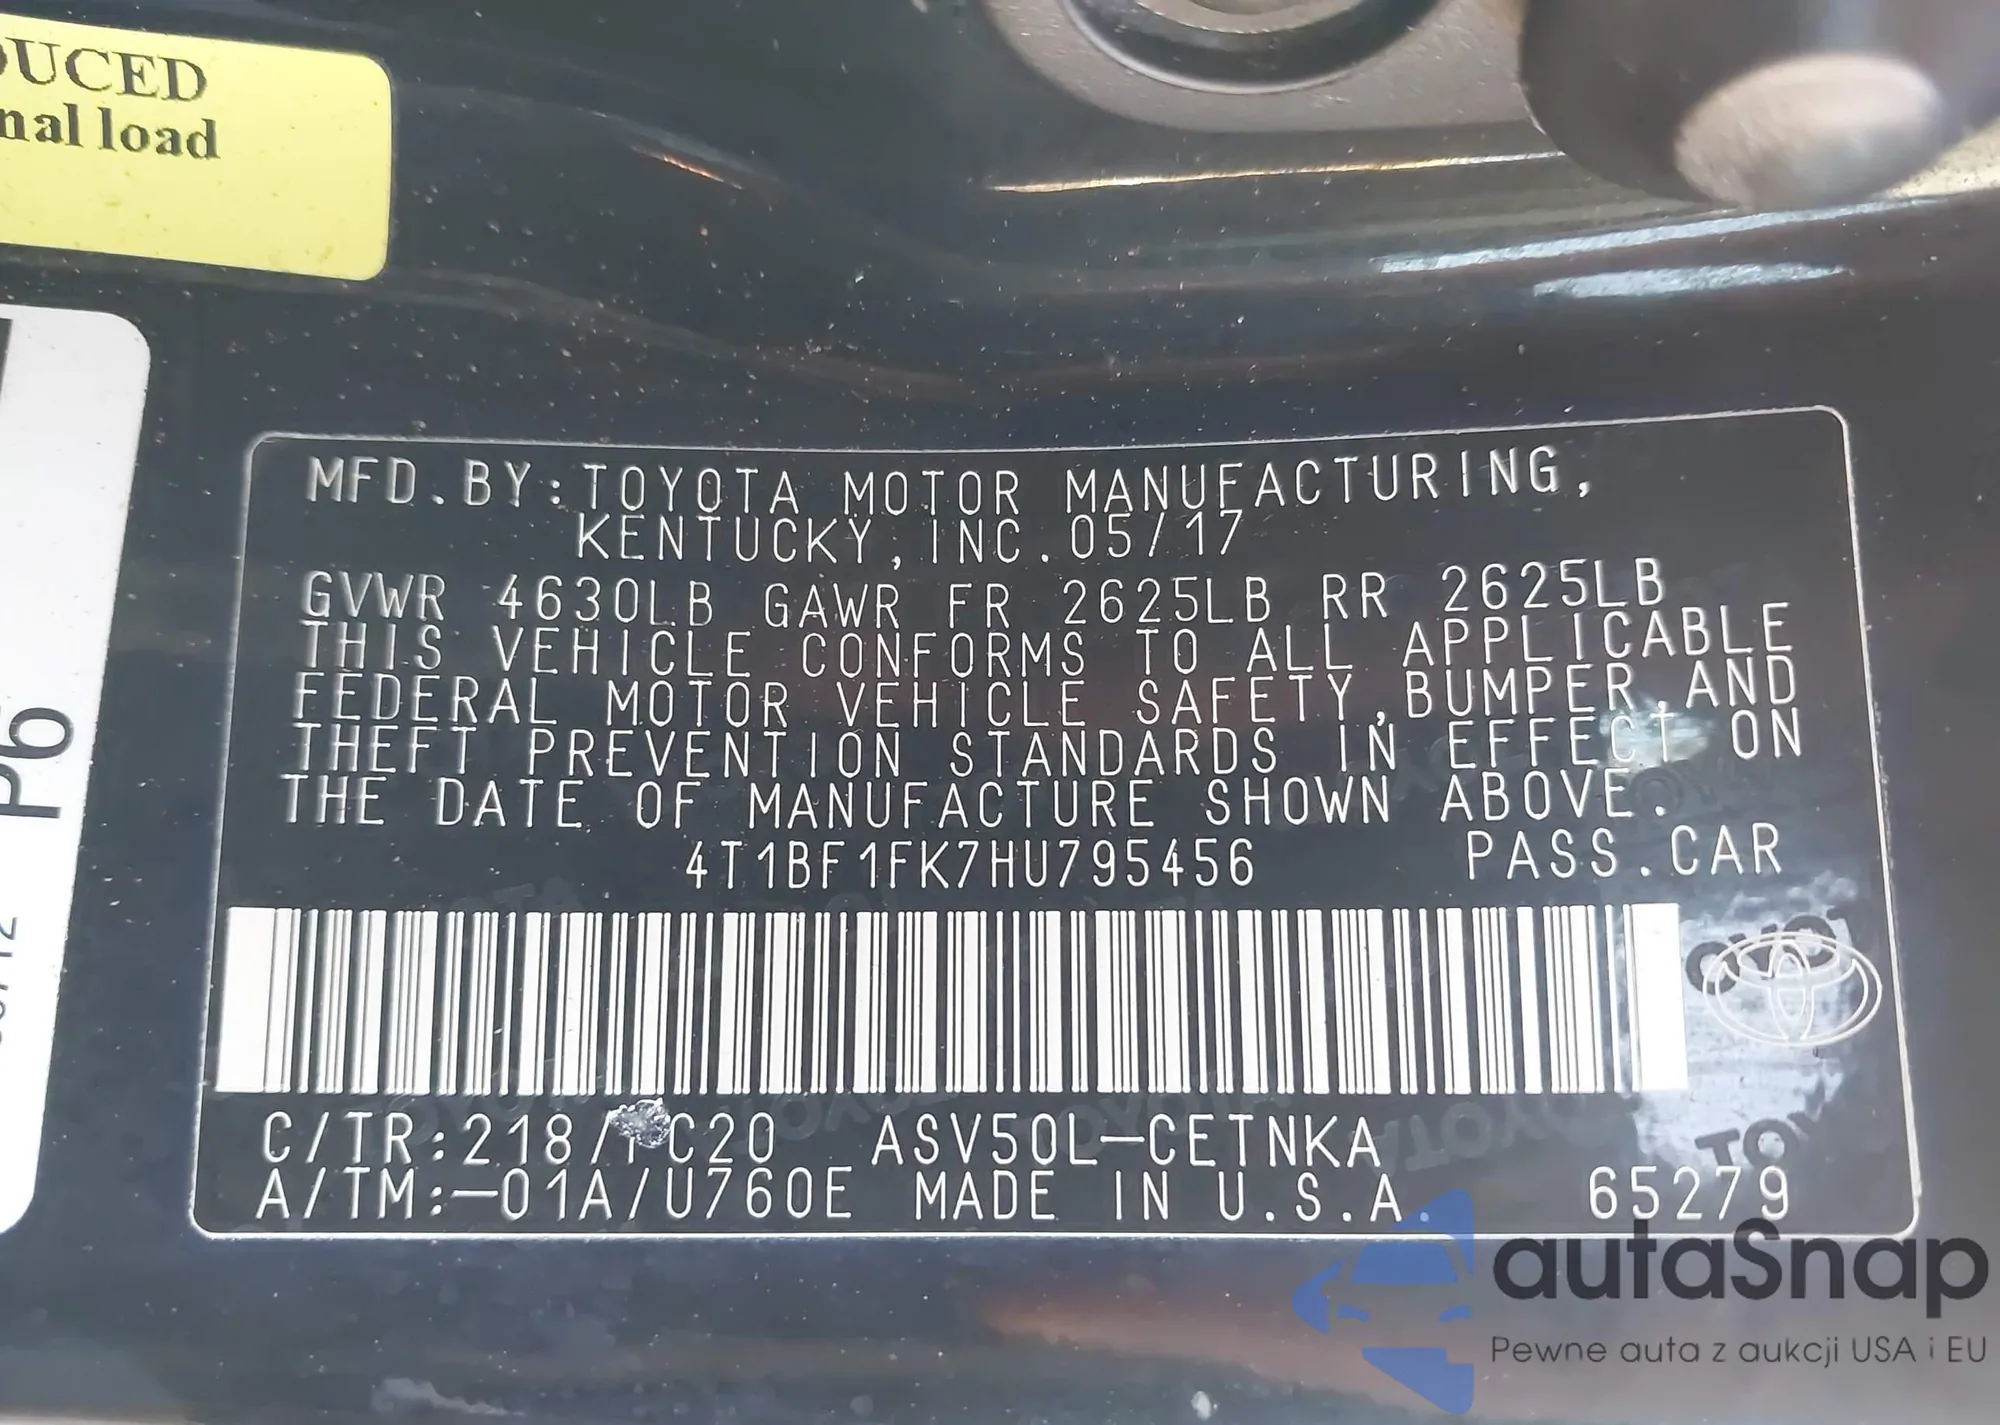 DUCED
nal load
P6
MFD.BY:TOYOTA MOTOR MANUFACTURING,
KENTUCKY,INC.05/17
GVWR 4630LB GAWR FR 2625LB RR 2625LB
THIS VEHICLE CONFORMS TO ALL APPLICABLE
FEDERAL MOTOR VEHICLE SAFETY,BUMPER,AND
THEFT PREVENTION STANDARDS IN EFFECT ON
THE DATE OF MANUFACTURE SHOWN ABOVE.
4T1BF1FK7HU795456 PASS.CAR
C/TR:218/ C20 ASV50L-CETNKA
A/TM:-01A/U760E MADE IN U.S.A. 65279
autaSnap
Pewne auta z aukcji USA i EU